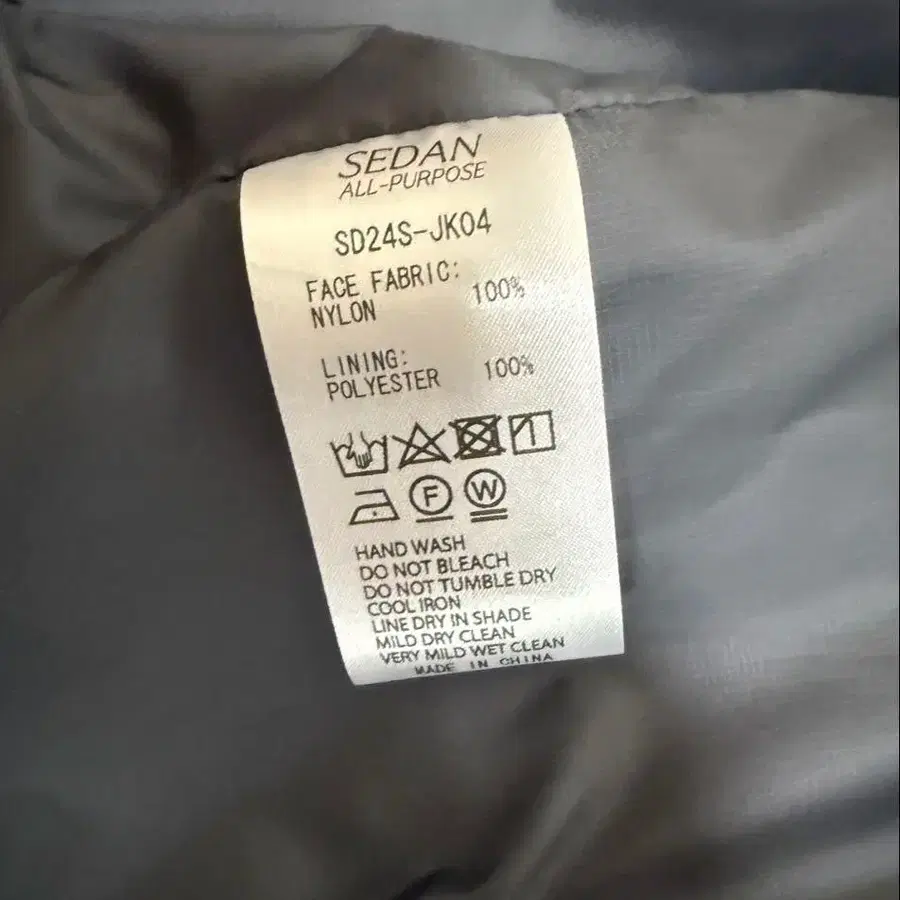 SEDAN
ALL-PURPOSE
SD24S-JK04
FACE FABRIC:
NYLON 100%
LINING:
POLYESTER 100%
F W
HAND WASH
DO NOT BLEACH
DO NOT TUMBLE DRY
COOL IRON
LINE DRY IN SHADE
MILD DRY CLEAN
VERY MILD WET CLEAN
MADE IN CHINA